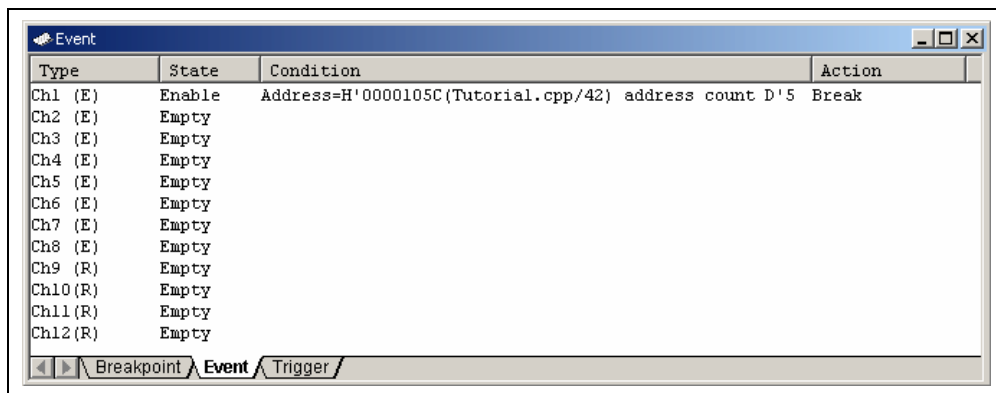 Event
Type State Condition Action
Ch1 (E) Enable Address=H'0000105C(Tutorial.cpp/42) address count D'5 Break
Ch2 (E) Empty
Ch3 (E) Empty
Ch4 (E) Empty
Ch5 (E) Empty
Ch6 (E) Empty
Ch7 (E) Empty
Ch8 (E) Empty
Ch9 (R) Empty
Ch10(R) Empty
Ch11(R) Empty
Ch12(R) Empty
Breakpoint Event Trigger